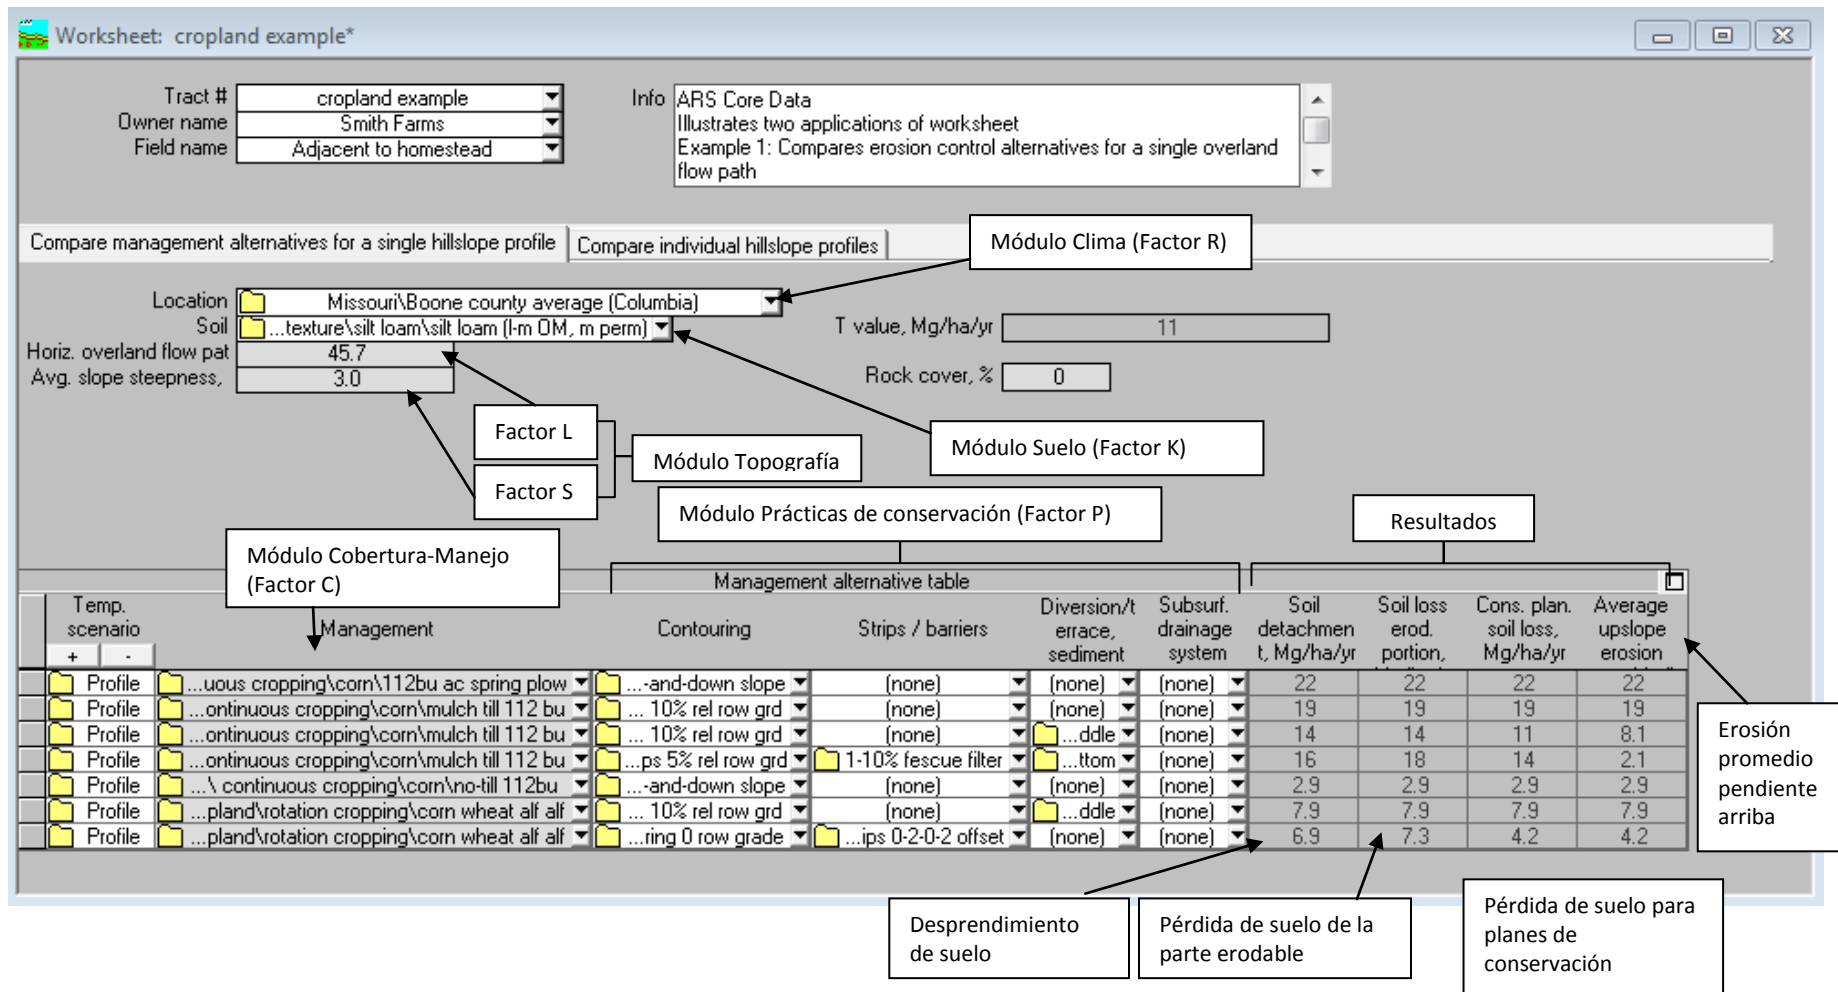 Worksheet: cropland example*
Tract # cropland example
Owner name Smith Farms
Field name Adjacent to homestead
Info ARS Core Data
Illustrates two applications of worksheet
Example 1: Compares erosion control alternatives for a single overland
flow path
Compare management alternatives for a single hillslope profile Compare individual hillslope profiles
Módulo Clima (Factor R)
Location Missouri\Boone county average (Columbia)
Soil ...texture\silt loam\silt loam (l-m OM, m perm)
Horiz. overland flow pat 45.7
Avg. slope steepness, 3.0
T value, Mg/ha/yr 11
Rock cover, % 0
Factor L
Factor S
Módulo Topografía
Módulo Suelo (Factor K)
Módulo Prácticas de conservación (Factor P)
Resultados
Módulo Cobertura-Manejo
(Factor C)
Management alternative table
Temp.
scenario
+ -
Management
Contouring
Strips / barriers
Diversion/t
errace,
sediment
Subsurf.
drainage
system
Soil
detachmen
t, Mg/ha/yr
Soil loss
erod.
portion,
Cons. plan.
soil loss,
Mg/ha/yr
Average
upslope
erosion
Profile ...uous cropping\corn\112bu ac spring plow ...-and-down slope (none) (none) (none) 22 22 22 22
Profile ...ontinuous cropping\corn\mulch till 112 bu ... 10% rel row grd (none) (none) (none) 19 19 19 19
Profile ...ontinuous cropping\corn\mulch till 112 bu ... 10% rel row grd (none) ...ddle (none) 14 14 11 8.1
Profile ...ontinuous cropping\corn\mulch till 112 bu ...ps 5% rel row grd 1-10% fescue filter ...ttom (none) 16 18 14 2.1
Profile ...\ continuous cropping\corn\no-till 112bu ...-and-down slope (none) (none) (none) 2.9 2.9 2.9 2.9
Profile ...pland\rotation cropping\corn wheat alf alf ... 10% rel row grd (none) ...ddle (none) 7.9 7.9 7.9 7.9
Profile ...pland\rotation cropping\corn wheat alf alf ...ring 0 row grade ...ips 0-2-0-2 offset (none) (none) 6.9 7.3 4.2 4.2
Erosión
promedio
pendiente
arriba
Desprendimiento
de suelo
Pérdida de suelo de la
parte erodable
Pérdida de suelo para
planes de
conservación